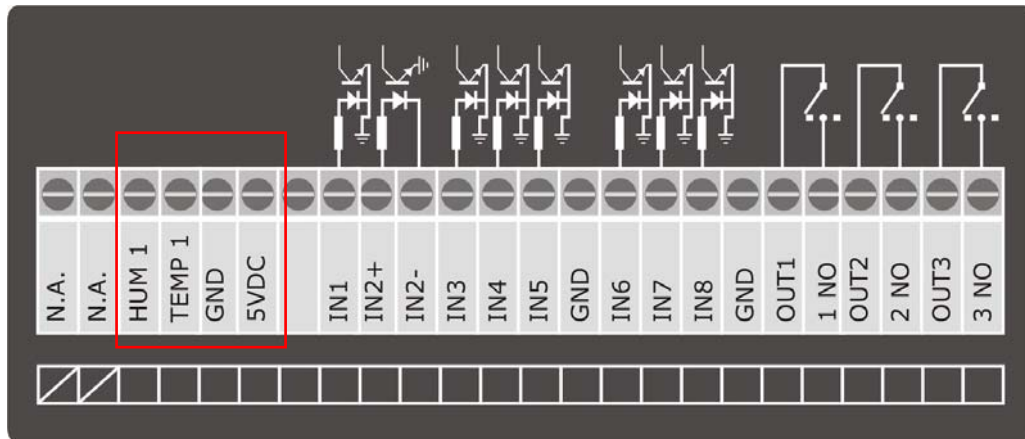 N.A.
N.A.
HUM 1
TEMP 1
GND
5VDC
IN1
IN2+
IN2-
IN3
IN4
IN5
GND
IN6
IN7
IN8
GND
OUT1
1 NO
OUT2
2 NO
OUT3
3 NO